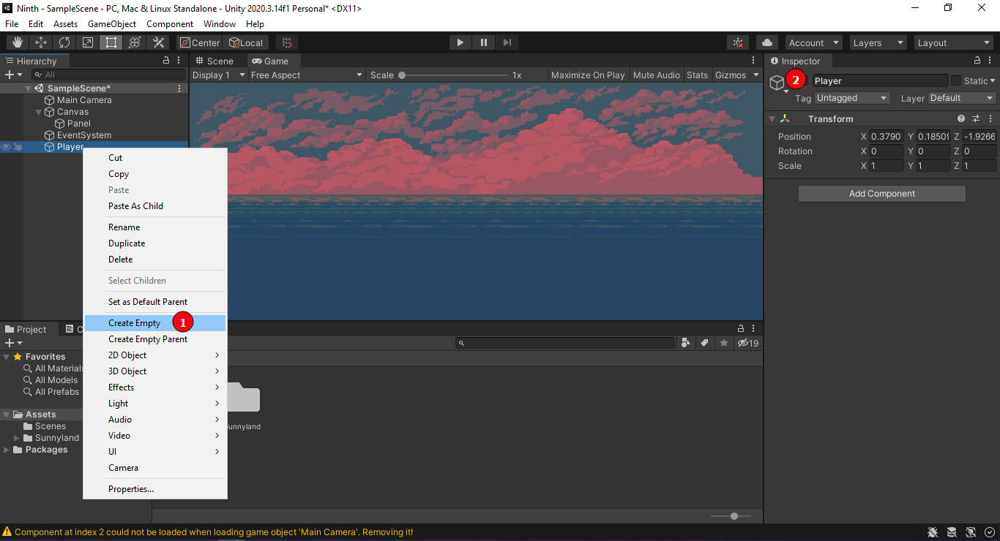 Ninth - SampleScene - PC, Mac & Linux Standalone - Unity 2020.3.14f1 Personal* <DX11>
File Edit Assets GameObject Component Window Help
Center Local Account Layers Layout
Hierarchy
All
SampleScene*
Main Camera
Canvas
Panel
EventSystem
Player
Scene Game
Display 1 Free Aspect Scale 1x Maximize On Play Mute Audio Stats Gizmos
Inspector
2 Player Static
Tag Untagged Layer Default
Transform
Position X 0.3790 Y 0.18509 Z -1.9266
Rotation X 0 Y 0 Z 0
Scale X 1 Y 1 Z 1
Add Component
Cut
Copy
Paste
Paste As Child
Rename
Duplicate
Delete
Select Children
Set as Default Parent
Create Empty 1
Create Empty Parent
2D Object
3D Object
Effects
Light
Audio
Video
UI
Camera
Properties...
Project C
19
Favorites
All Materials
All Models
All Prefabs
Assets
Scenes
Sunnyland
Packages
Sunnyland
Component at index 2 could not be loaded when loading game object 'Main Camera'. Removing it!